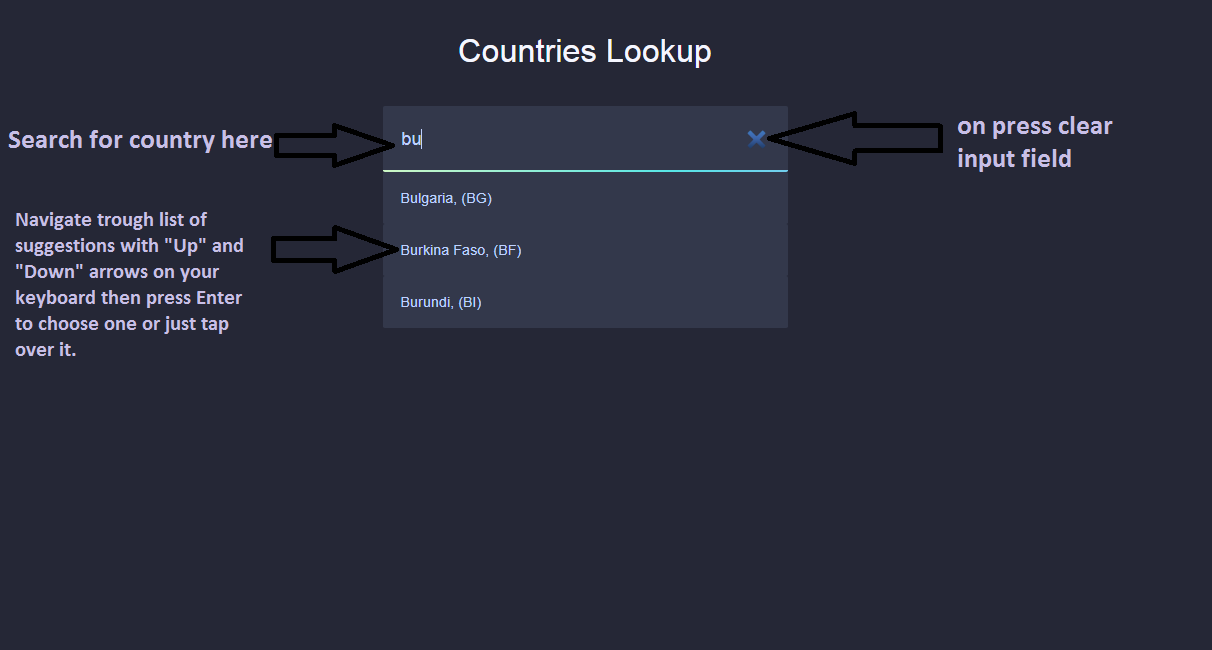 Countries Lookup
Search for country here
bu
on press clear
input field
Bulgaria, (BG)
Navigate trough list of
suggestions with "Up" and
"Down" arrows on your
keyboard then press Enter
to choose one or just tap
over it.
Burkina Faso, (BF)
Burundi, (BI)